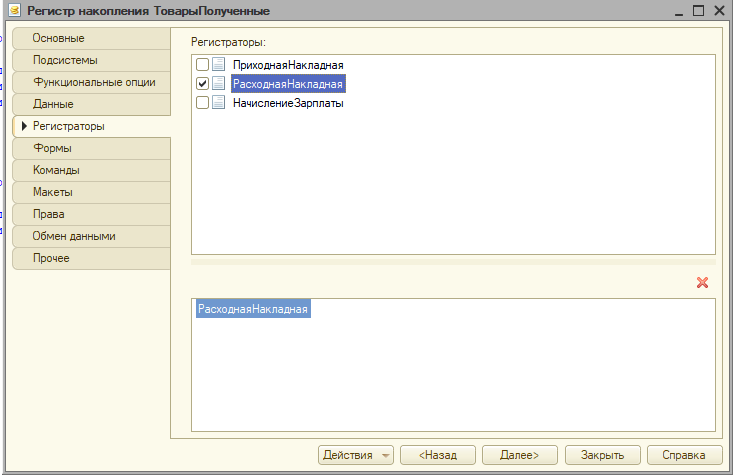 Регистр накопления ТоварыПолученные
Основные
Подсистемы
Функциональные опции
Данные
Регистраторы
Формы
Команды
Макеты
Права
Обмен данными
Прочее
Регистраторы:
ПриходнаяНакладная
РасходнаяНакладная
НачислениеЗарплаты
РасходнаяНакладная
Действия
<Назад
Далее>
Закрыть
Справка